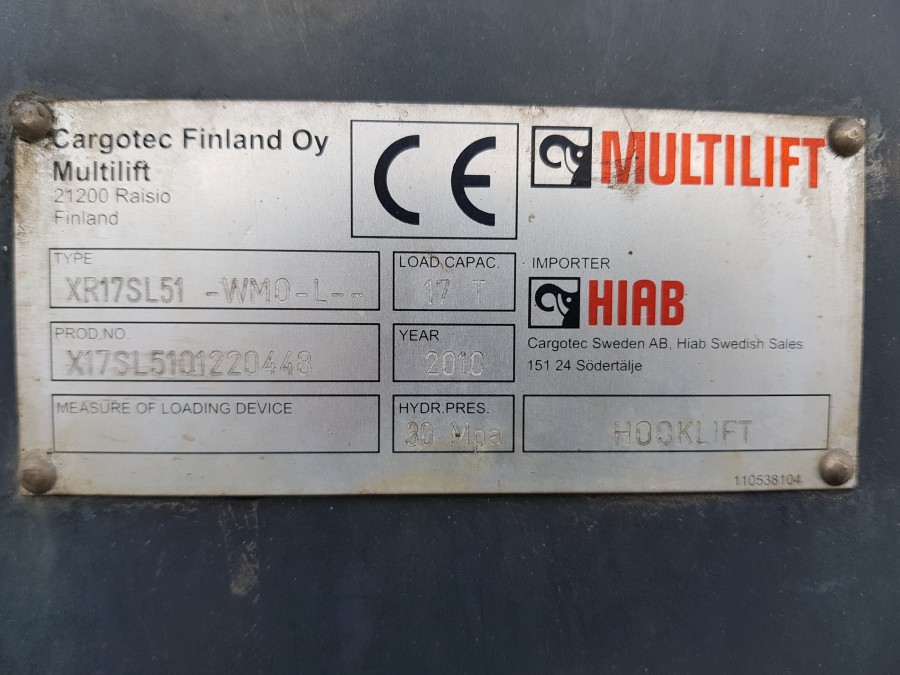 Cargotec Finland Oy
Multilift
21200 Raisio
Finland
CE
MULTILIFT
TYPE
XR17SL51 -WMO-L--
LOAD CAPAC.
17 T
IMPORTER
HIAB
Cargotec Sweden AB, Hiab Swedish Sales
151 24 Södertälje
PROD.NO.
X17SL5101220448
YEAR
2010
MEASURE OF LOADING DEVICE
HYDR.PRES.
30 Mpa
HOOKLIFT
110538104